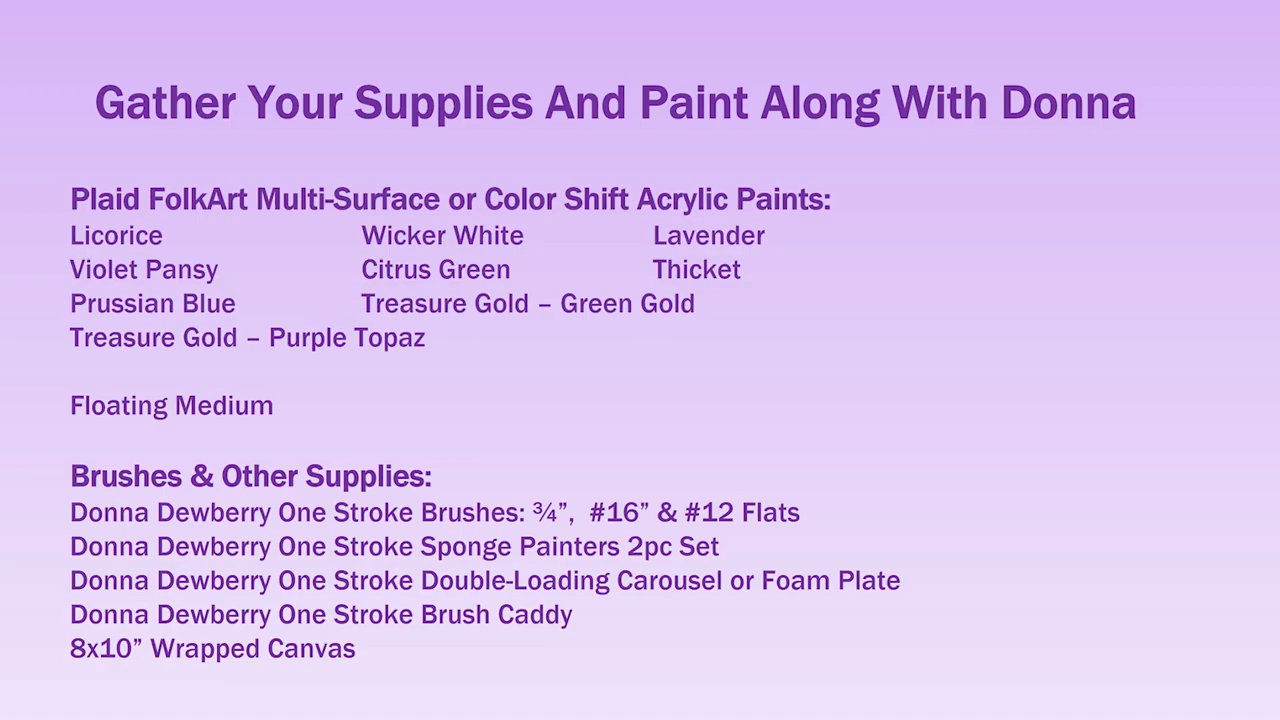 Gather Your Supplies And Paint Along With Donna
Plaid FolkArt Multi-Surface or Color Shift Acrylic Paints:
Licorice Wicker White Lavender
Violet Pansy Citrus Green Thicket
Prussian Blue Treasure Gold – Green Gold
Treasure Gold – Purple Topaz
Floating Medium
Brushes & Other Supplies:
Donna Dewberry One Stroke Brushes: ¾”, #16” & #12 Flats
Donna Dewberry One Stroke Sponge Painters 2pc Set
Donna Dewberry One Stroke Double-Loading Carousel or Foam Plate
Donna Dewberry One Stroke Brush Caddy
8x10” Wrapped Canvas